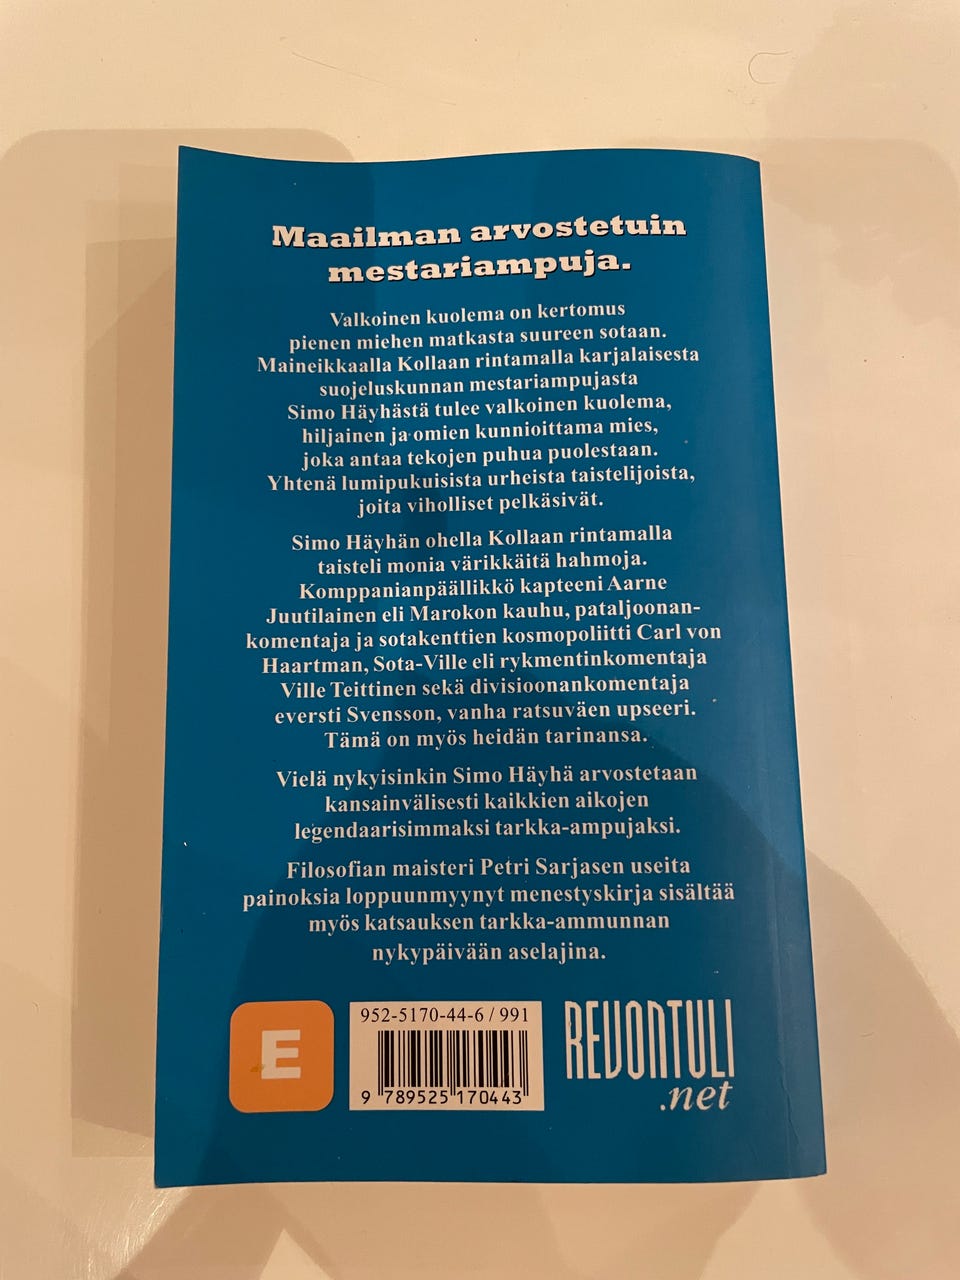 Maailman arvostetuin
mestariampuja.
Valkoinen kuolema on kertomus
pienen miehen matkasta suureen sotaan.
Maineikkaalla Kollaan rintamalla karjalaisesta
suojeluskunnan mestariampujasta
Simo Häyhästä tulee valkoinen kuolema,
hiljainen ja omien kunnioittama mies,
joka antaa tekojen puhua puolestaan.
Yhtenä lumipukuisista urheista taistelijoista,
joita viholliset pelkäsivät.
Simo Häyhän ohella Kollaan rintamalla
taisteli monia värikkäitä hahmoja.
Komppanianpäällikkö kapteeni Aarne
Juutilainen eli Marokon kauhu, pataljoonan-
komentaja ja sotakenttien kosmopoliitti Carl von
Haartman, Sota-Ville eli rykmentinkomentaja
Ville Teittinen sekä divisioonankomentaja
eversti Svensson, vanha ratsuväen upseeri.
Tämä on myös heidän tarinansa.
Vielä nykyisinkin Simo Häyhä arvostetaan
kansainvälisesti kaikkien aikojen
legendaarisimmaksi tarkka-ampujaksi.
Filosofian maisteri Petri Sarjasen useita
painoksia loppuunmyynyt menestyskirja sisältää
myös katsauksen tarkka-ammunnan
nykypäivään aselajina.
E
952-5170-44-6 / 991
9 789525 170443
REVONTULI
.net